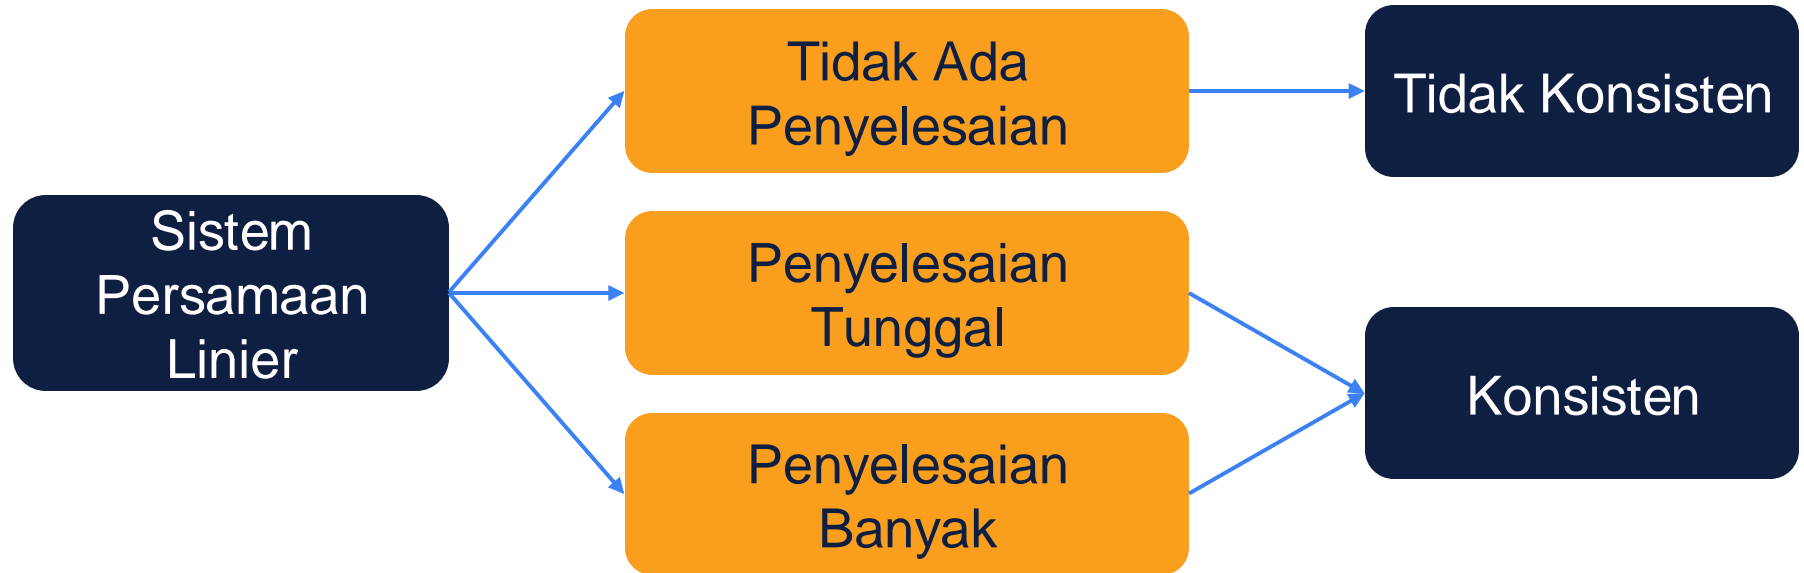 Sistem
Persamaan
Linier
Tidak Ada
Penyelesaian
Penyelesaian
Tunggal
Penyelesaian
Banyak
Tidak Konsisten
Konsisten